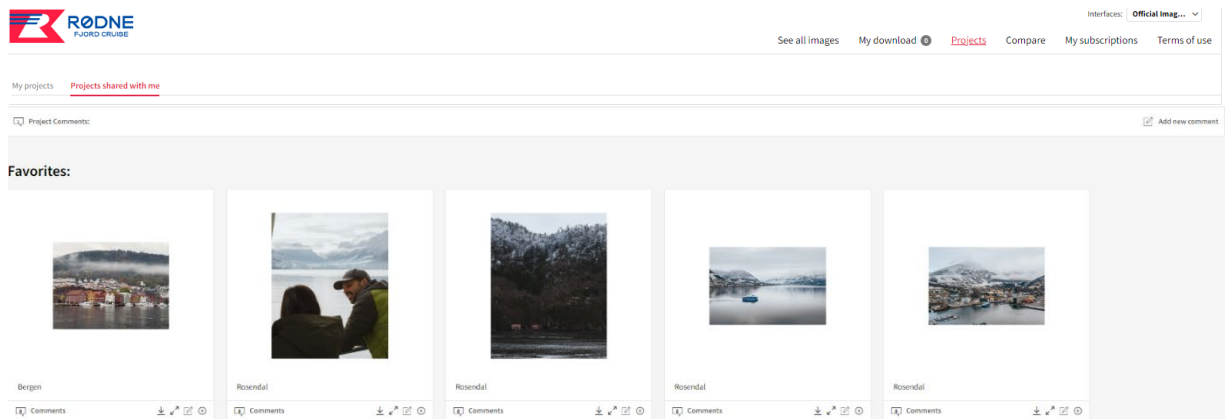 Interfaces: Official Imag...
RØDNE
FJORD CRUISE
See all images My download 0 Projects Compare My subscriptions Terms of use
My projects Projects shared with me
Project Comments: Add new comment
Favorites:
Bergen Rosendal Rosendal Rosendal Rosendal
Comments Comments Comments Comments Comments